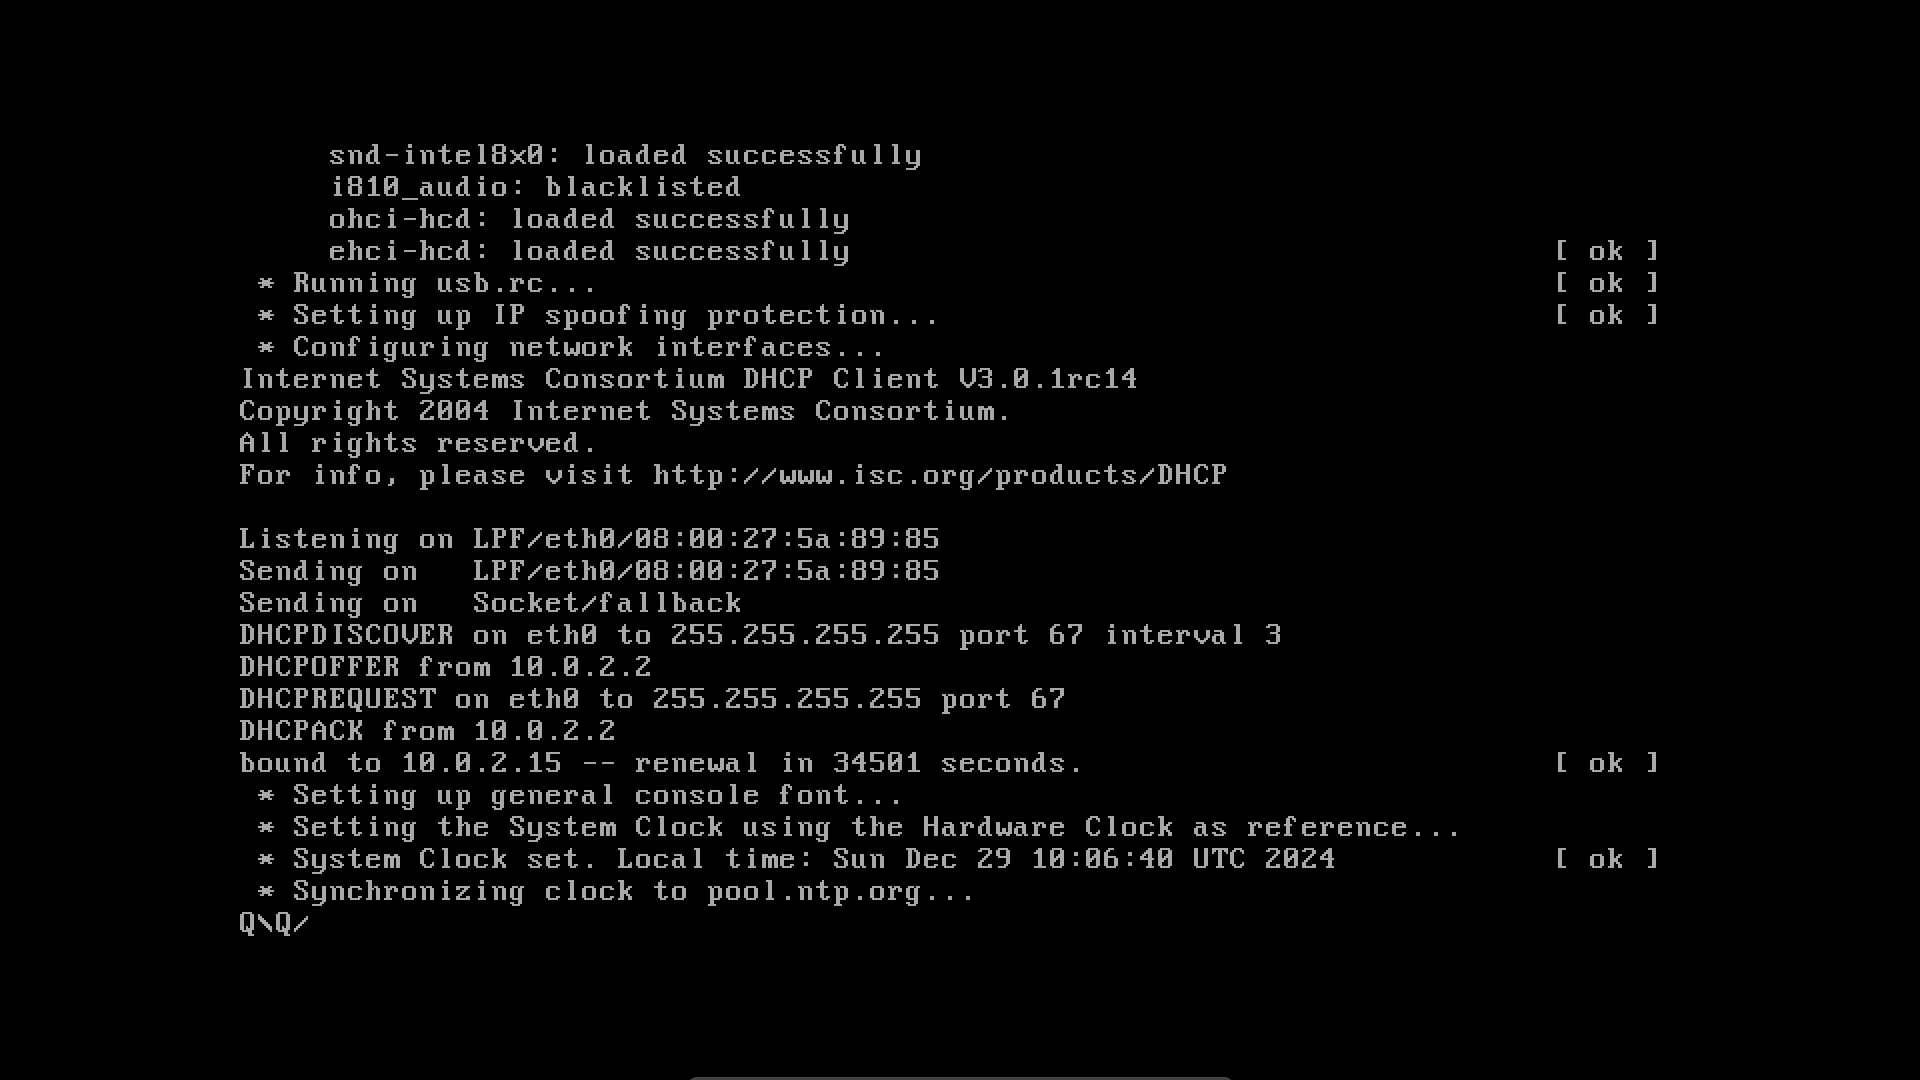 snd-intel8x0: loaded successfully
i810_audio: blacklisted
ohci-hcd: loaded successfully
ehci-hcd: loaded successfully [ ok ]
* Running usb.rc... [ ok ]
* Setting up IP spoofing protection... [ ok ]
* Configuring network interfaces...
Internet Systems Consortium DHCP Client V3.0.1rc14
Copyright 2004 Internet Systems Consortium.
All rights reserved.
For info, please visit http://www.isc.org/products/DHCP
Listening on LPF/eth0/08:00:27:5a:89:85
Sending on   LPF/eth0/08:00:27:5a:89:85
Sending on   Socket/fallback
DHCPDISCOVER on eth0 to 255.255.255.255 port 67 interval 3
DHCPOFFER from 10.0.2.2
DHCPREQUEST on eth0 to 255.255.255.255 port 67
DHCPACK from 10.0.2.2
bound to 10.0.2.15 -- renewal in 34501 seconds. [ ok ]
* Setting up general console font...
* Setting the System Clock using the Hardware Clock as reference...
* System Clock set. Local time: Sun Dec 29 10:06:40 UTC 2024 [ ok ]
* Synchronizing clock to pool.ntp.org...
Q\Q/